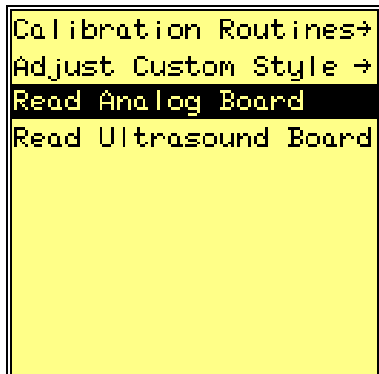 Calibration Routines→
Adjust Custom Style →
Read Analog Board
Read Ultrasound Board